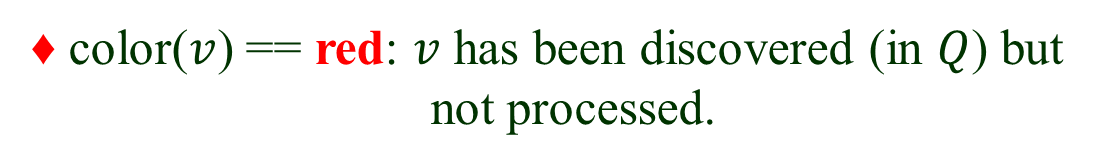 ♦ color(𝑣) == red: 𝑣 has been discovered (in 𝑄) but
not processed.